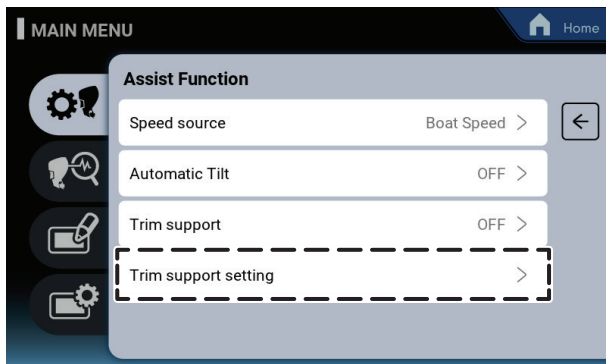 MAIN MENU
Home
Assist Function
Speed source Boat Speed
Automatic Tilt OFF
Trim support OFF
Trim support setting